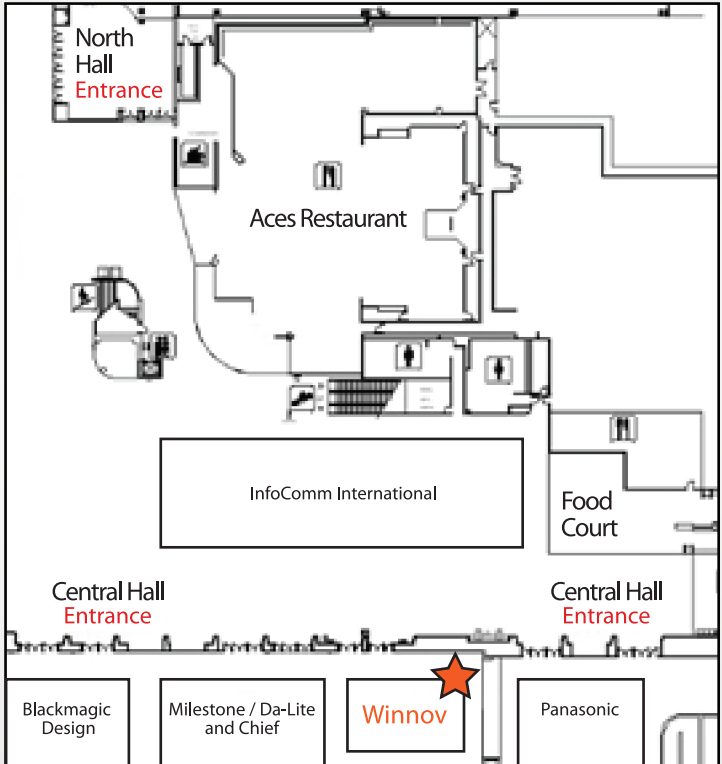 North
Hall
Entrance
Aces Restaurant
InfoComm International
Food
Court
Central Hall
Entrance
Central Hall
Entrance
Blackmagic
Design
Milestone / Da-Lite
and Chief
Winnov
Panasonic